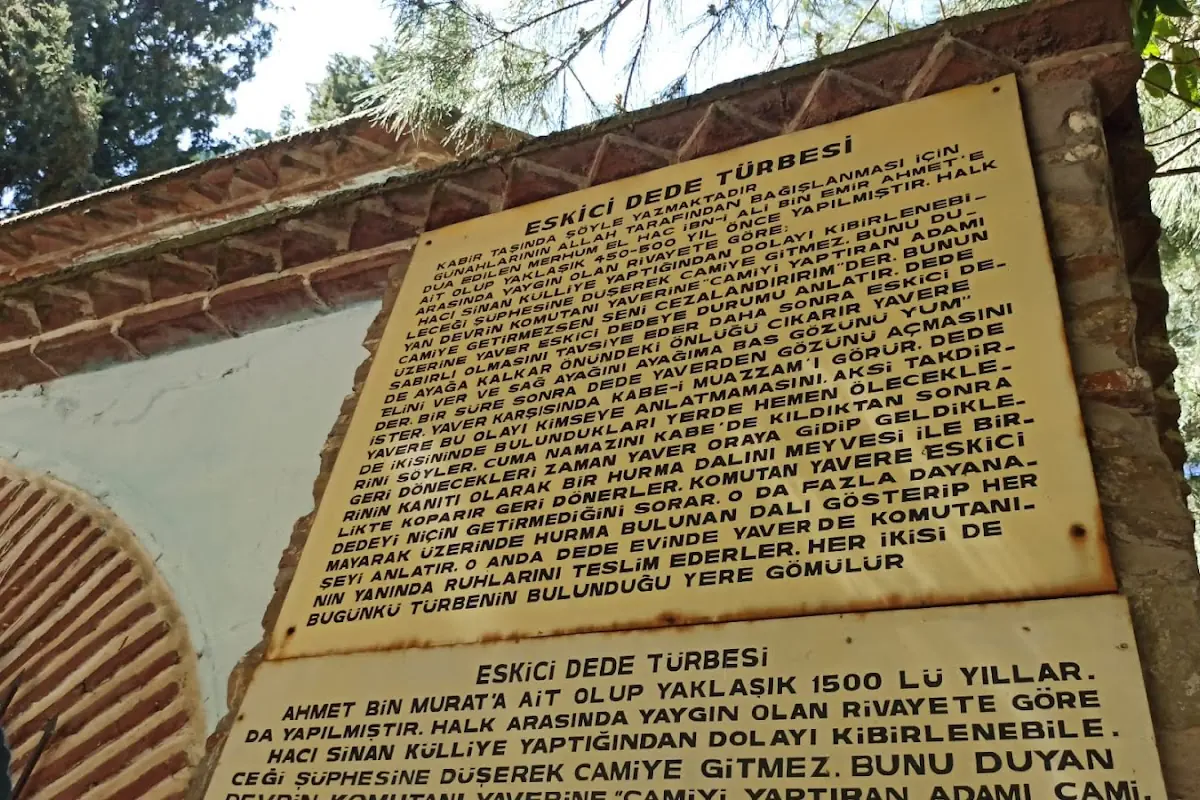 ESKİCİ DEDE TÜRBESİ
KABİR TAŞINDA ŞÖYLE YAZMAKTADIR
GÜNAHLARININ ALLAH TARAFINDAN BAĞIŞLANMASI İÇİN
DUA EDİLEN MERHUM EL HAC İBN-İ ALİ BİN EMİR AHMET'E
AİT OLUP YAKLAŞIK 450-500 YIL ÖNCE YAPILMIŞTIR. HALK
ARASINDA YAYGIN OLAN RİVAYETE GÖRE;
HACI SİNAN KÜLLİYE YAPTIĞINDAN DOLAYI KİBİRLENEBİ-
LECEĞİ ŞÜPHESİNE DÜŞEREK CAMİYE GİTMEZ. BUNU DU-
YAN DEVRİN KOMUTANI YAVERİNE "CAMİYİ YAPTIRAN ADAMI
CAMİYE GETİRMEZSEN SENİ CEZALANDIRIM" DER. BUNUN
ÜZERİNE YAVER ESKİCİ DEDEYE DURUMU ANLATIR. DEDE
SABIRLI OLMASINI TAVSİYE EDER DAHA SONRA ESKİCİ DE-
DE AYAĞA KALKAR ÖNÜNDEKİ ÖNLÜĞÜ CIKARIR YAVERE
ELİNİ VER VE SAĞ AYAĞINI AYAĞIMA BAS GÖZÜNÜ YUM"
DER. BİR SÜRE SONRA DEDE YAVERDEN GÖZÜNÜ AÇMASINI
İSTER. YAVER KARŞISINDA KABE-İ MUAZZAM'I GÖRÜR. DEDE
YAVERE BU OLAYI KİMSEYE ANLATMAMASINI. AKSİ TAKDİR-
DE İKİSİNİNDE BULUNDUKLARI YERDE HEMEN ÖLECEKLE-
RİNİ SÖYLER. CUMA NAMAZINI KABE'DE KILDIKTAN SONRA
GERİ DÖNECEKLERİ ZAMAN YAVER ORAYA GİDİP GELDİKLE-
RİNİN KANITI OLARAK BİR HURMA DALINI MEYVESİ İLE BİR-
LİKTE KOPARIR GERİ DÖNERLER. KOMUTAN YAVERE ESKİCİ
DEDEYİ NİÇİN GETİRMEDİĞİNİ SORAR. O DA FAZLA DAYANA-
MAYARAK ÜZERİNDE HURMA BULUNAN DALI GÖSTERİP HER
ŞEYİ ANLATIR. O ANDA DEDE EVİNDE YAVER DE KOMUTANI-
NIN YANINDA RUHLARINI TESLİM EDERLER. HER İKİSİ DE
BUGÜNKÜ TÜRBENİN BULUNDUĞU YERE GÖMÜLÜR
ESKİCİ DEDE TÜRBESİ
AHMET BİN MURAT'A AİT OLUP YAKLAŞIK 1500 LÜ YILLAR.
DA YAPILMIŞTIR. HALK ARASINDA YAYGIN OLAN RİVAYETE GÖRE
HACI SİNAN KÜLLİYE YAPTIĞINDAN DOLAYI KİBİRLENEBİLE.
CEĞİ ŞÜPHESİNE DÜŞEREK CAMİYE GİTMEZ. BUNU DUYAN
DEVRİN KOMUTANI YAVERİNE "CAMİYİ YAPTIRAN ADAMI CAMİ.